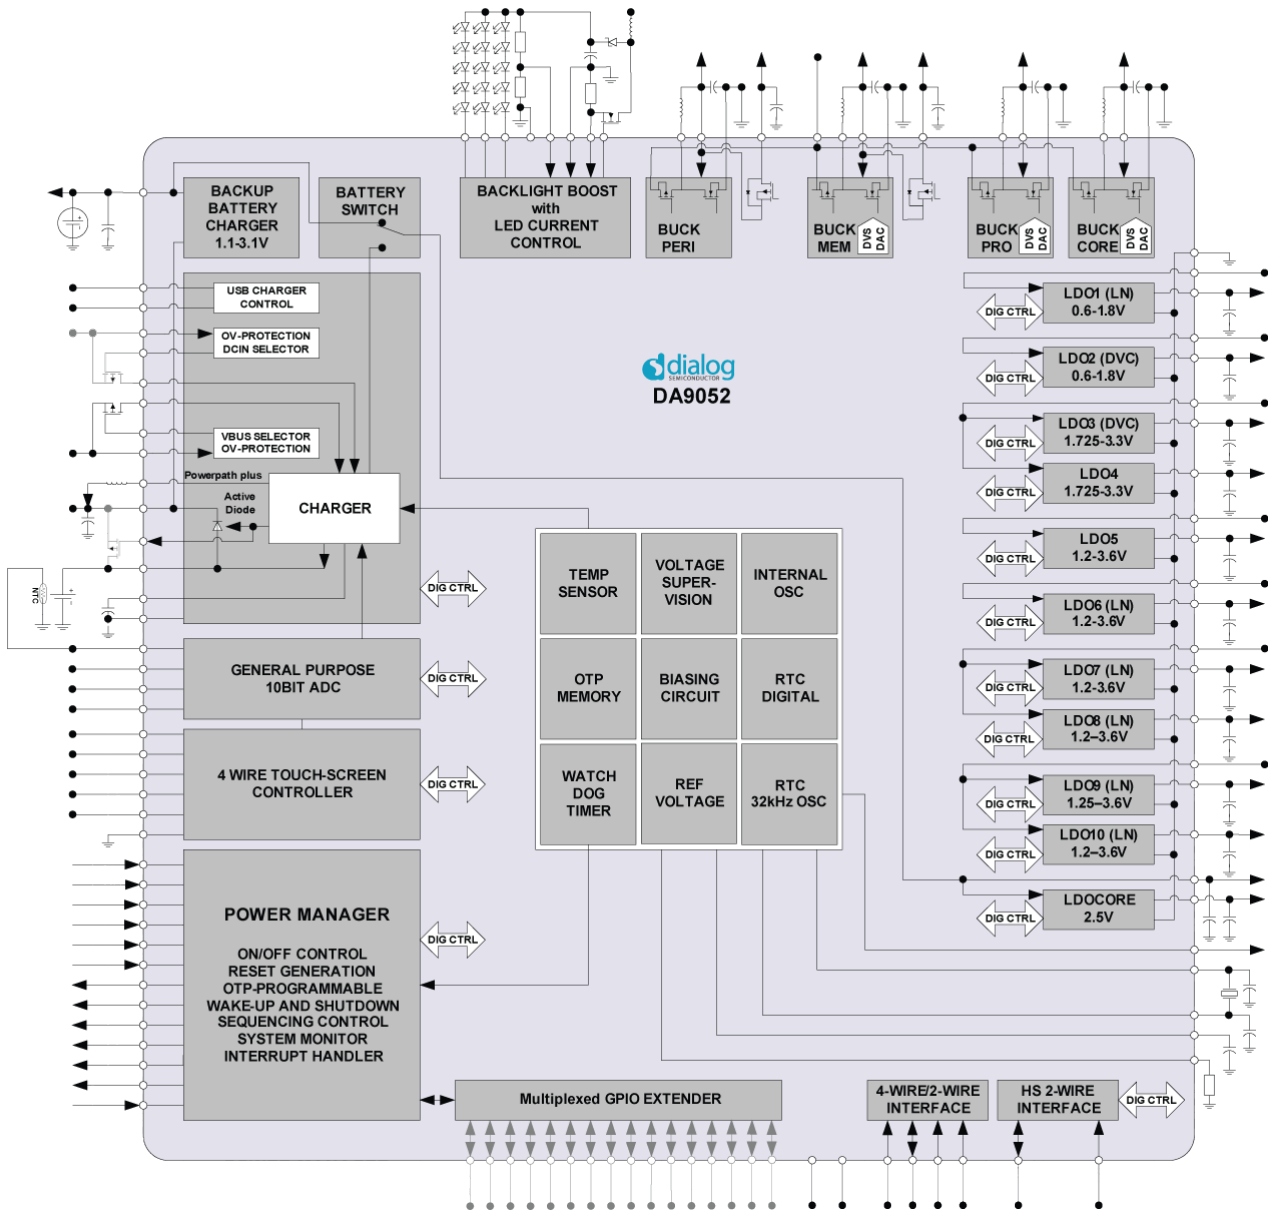 BACKUP
BATTERY
CHARGER
1.1-3.1V
BATTERY
SWITCH
BACKLIGHT BOOST
with
LED CURRENT
CONTROL
BUCK
PERI
BUCK
MEM
DVS
DAC
BUCK
PRO
DVS
DAC
BUCK
CORE
DVS
DAC
USB CHARGER
CONTROL
OV-PROTECTION
DCIN SELECTOR
VBUS SELECTOR
OV-PROTECTION
Powerpath plus
Active
Diode
CHARGER
DIG CTRL
NTC
dialog
SEMICONDUCTOR
DA9052
LDO1 (LN)
0.6-1.8V
DIG CTRL
LDO2 (DVC)
0.6-1.8V
DIG CTRL
LDO3 (DVC)
1.725-3.3V
DIG CTRL
LDO4
1.725-3.3V
DIG CTRL
LDO5
1.2-3.6V
DIG CTRL
LDO6 (LN)
1.2-3.6V
DIG CTRL
LDO7 (LN)
1.2-3.6V
DIG CTRL
LDO8 (LN)
1.2–3.6V
DIG CTRL
LDO9 (LN)
1.25–3.6V
DIG CTRL
LDO10 (LN)
1.2–3.6V
DIG CTRL
LDOCORE
2.5V
DIG CTRL
TEMP
SENSOR
VOLTAGE
SUPER-
VISION
INTERNAL
OSC
OTP
MEMORY
BIASING
CIRCUIT
RTC
DIGITAL
WATCH
DOG
TIMER
REF
VOLTAGE
RTC
32kHz OSC
GENERAL PURPOSE
10BIT ADC
DIG CTRL
4 WIRE TOUCH-SCREEN
CONTROLLER
DIG CTRL
POWER MANAGER
ON/OFF CONTROL
RESET GENERATION
OTP-PROGRAMMABLE
WAKE-UP AND SHUTDOWN
SEQUENCING CONTROL
SYSTEM MONITOR
INTERRUPT HANDLER
DIG CTRL
Multiplexed GPIO EXTENDER
4-WIRE/2-WIRE
INTERFACE
HS 2-WIRE
INTERFACE
DIG CTRL